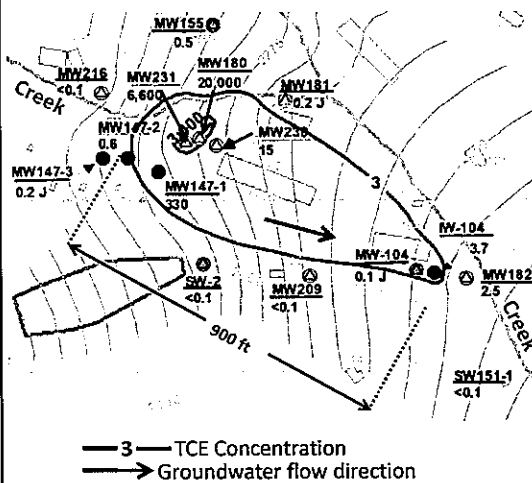 MW155
0.5
MW216
<0.1
MW231
6,600
MW180
20,000
MW181
0.2 J
Creek
MW147-2
0.6
15
MW147-3
0.2 J
MW147-1
330
3
IW-104
3.7
MW-104
0.1 J
MW182
2.5
SW-2
<0.1
MW209
<0.1
900 ft
Creek
SW151-1
<0.1
3 TCE Concentration
Groundwater flow direction